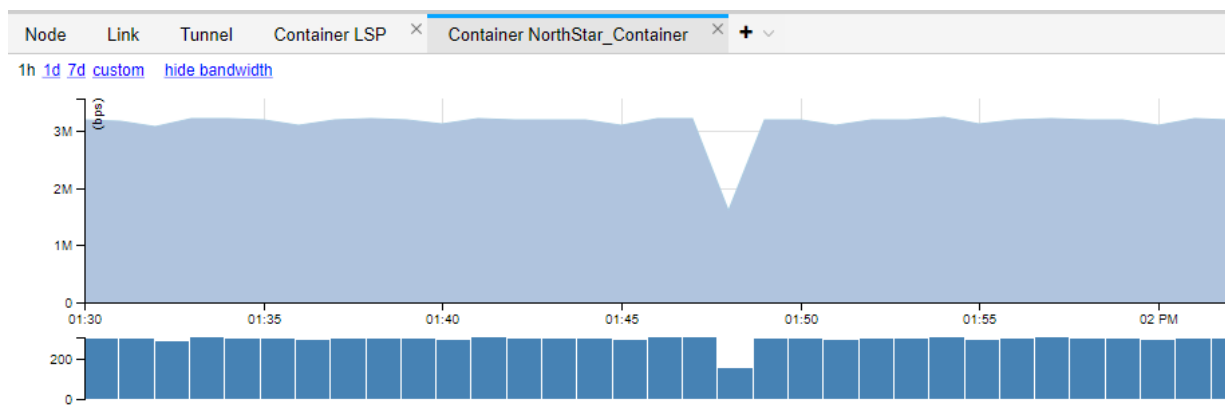 Node Link Tunnel Container LSP × Container NorthStar_Container × +
1h 1d 7d custom hide bandwidth
(bps)
3M
2M
1M
0
01:30 01:35 01:40 01:45 01:50 01:55 02 PM
200
0